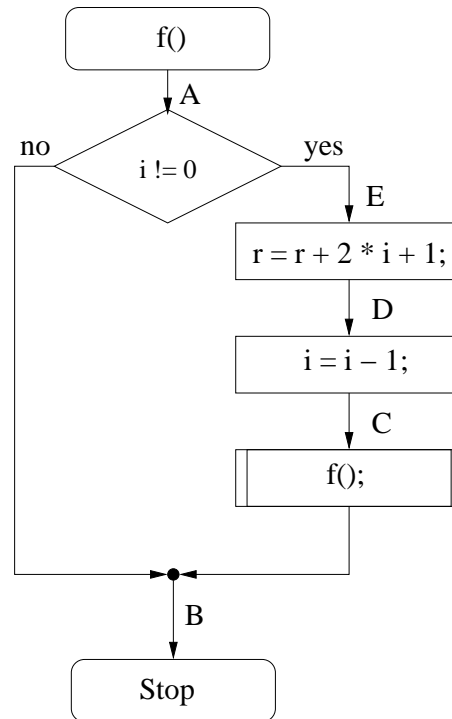 f()
A
no
yes
i != 0
E
r = r + 2 * i + 1;
D
i = i – 1;
C
f();
B
Stop